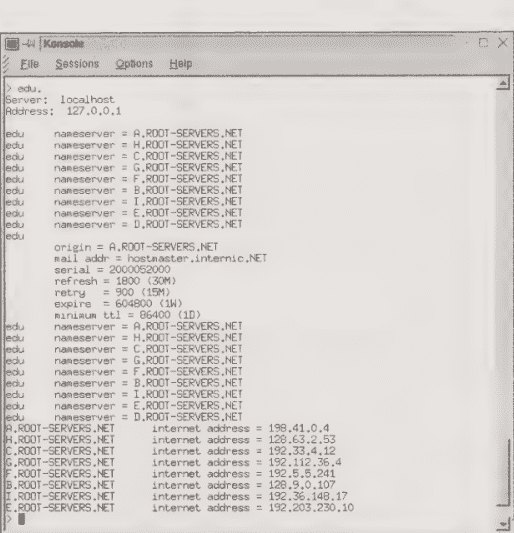 Konsole
File Sessions Options Help
> edu.
Server: localhost
Address: 127.0.0.1
edu nameserver = A.ROOT-SERVERS.NET
edu nameserver = H.ROOT-SERVERS.NET
edu nameserver = C.ROOT-SERVERS.NET
edu nameserver = G.ROOT-SERVERS.NET
edu nameserver = F.ROOT-SERVERS.NET
edu nameserver = B.ROOT-SERVERS.NET
edu nameserver = I.ROOT-SERVERS.NET
edu nameserver = E.ROOT-SERVERS.NET
edu nameserver = D.ROOT-SERVERS.NET
edu
origin = A.ROOT-SERVERS.NET
mail addr = hostmaster.internic.NET
serial = 2000052000
refresh = 1800 (30M)
retry = 900 (15M)
expire = 604800 (1W)
minimum ttl = 86400 (1D)
edu nameserver = A.ROOT-SERVERS.NET
edu nameserver = H.ROOT-SERVERS.NET
edu nameserver = C.ROOT-SERVERS.NET
edu nameserver = G.ROOT-SERVERS.NET
edu nameserver = F.ROOT-SERVERS.NET
edu nameserver = B.ROOT-SERVERS.NET
edu nameserver = I.ROOT-SERVERS.NET
edu nameserver = E.ROOT-SERVERS.NET
edu nameserver = D.ROOT-SERVERS.NET
A.ROOT-SERVERS.NET internet address = 198.41.0.4
H.ROOT-SERVERS.NET internet address = 128.63.2.53
C.ROOT-SERVERS.NET internet address = 192.33.4.12
G.ROOT-SERVERS.NET internet address = 192.112.36.4
F.ROOT-SERVERS.NET internet address = 192.5.5.241
B.ROOT-SERVERS.NET internet address = 128.9.0.107
I.ROOT-SERVERS.NET internet address = 192.36.148.17
E.ROOT-SERVERS.NET internet address = 192.203.230.10
>